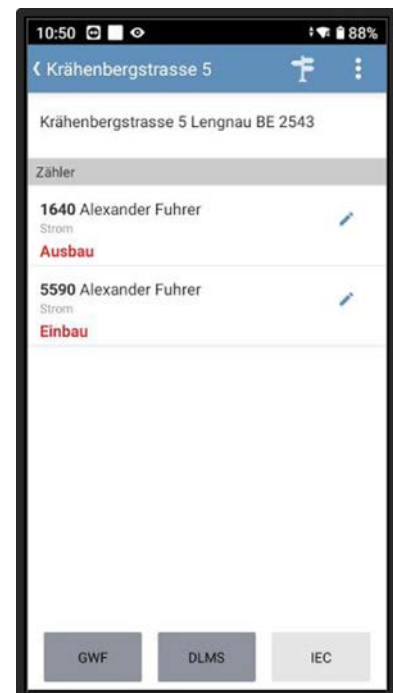 10:50 88%
Krähenbergstrasse 5
Krähenbergstrasse 5 Lengnau BE 2543
Zähler
1640 Alexander Fuhrer
Strom
Ausbau
5590 Alexander Fuhrer
Strom
Einbau
GWF DLMS IEC